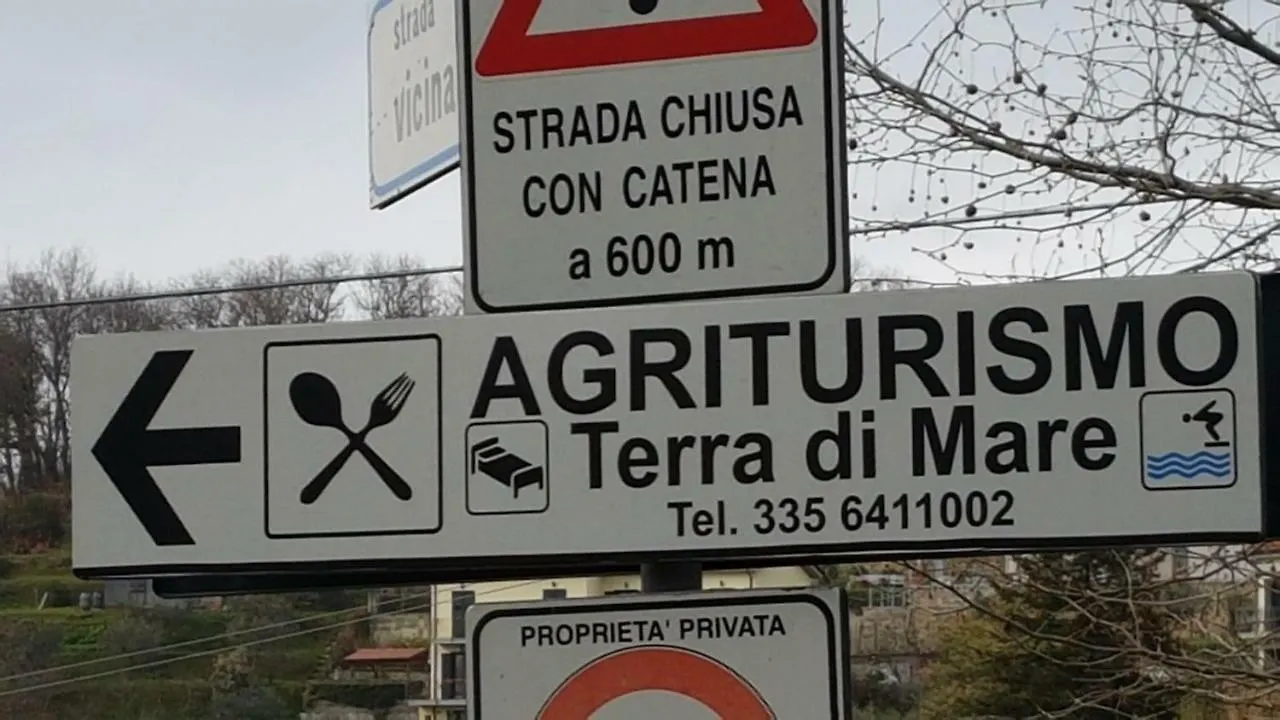 strada
vicina
STRADA CHIUSA
CON CATENA
a 600 m
AGRITURISMO
Terra di Mare
Tel. 335 6411002
PROPRIETA' PRIVATA